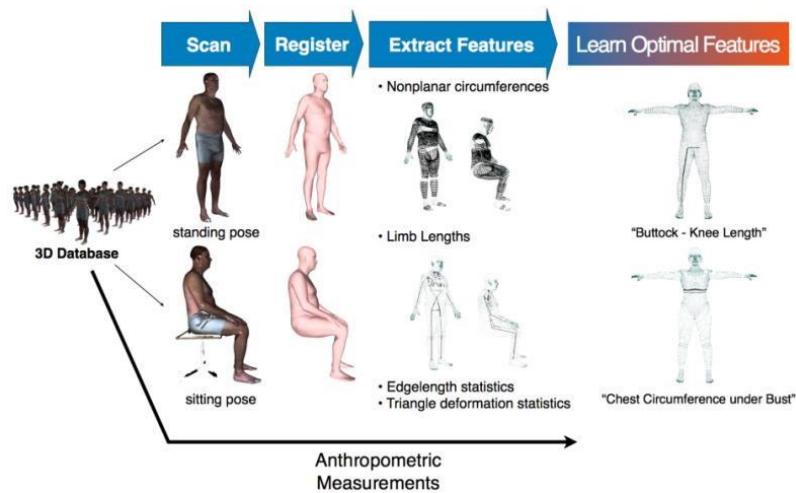 Scan
Register
Extract Features
Learn Optimal Features
• Nonplanar circumferences
standing pose
• Limb Lengths
"Buttock - Knee Length"
3D Database
sitting pose
• Edgelength statistics
• Triangle deformation statistics
"Chest Circumference under Bust"
Anthropometric
Measurements